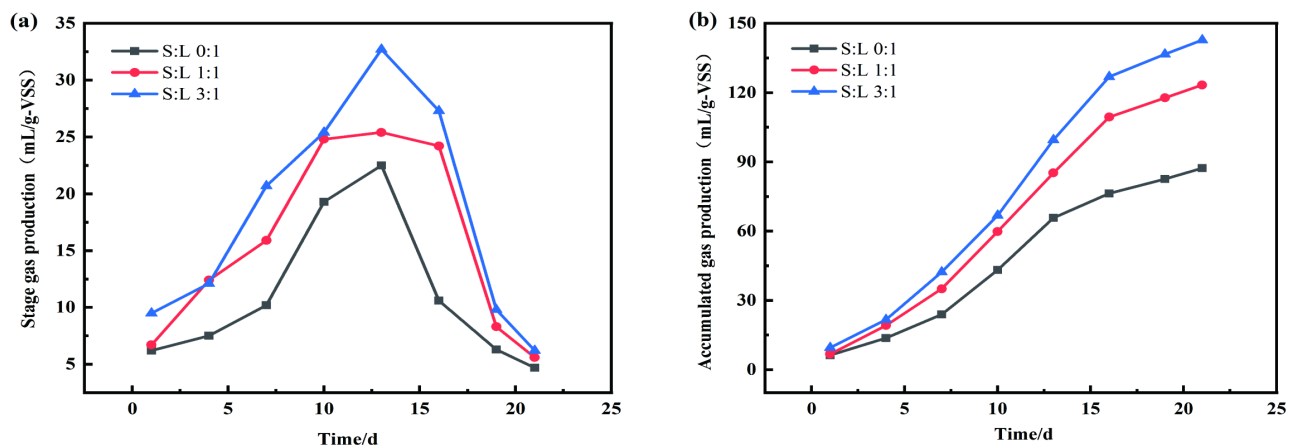 (a)
35
30
25
20
15
10
5
Stage gas production（mL/g-VSS）
S:L 0:1
S:L 1:1
S:L 3:1
0 5 10 15 20 25
Time/d
(b)
150
120
90
60
30
0
Accumulated gas production（mL/g-VSS）
S:L 0:1
S:L 1:1
S:L 3:1
0 5 10 15 20 25
Time/d